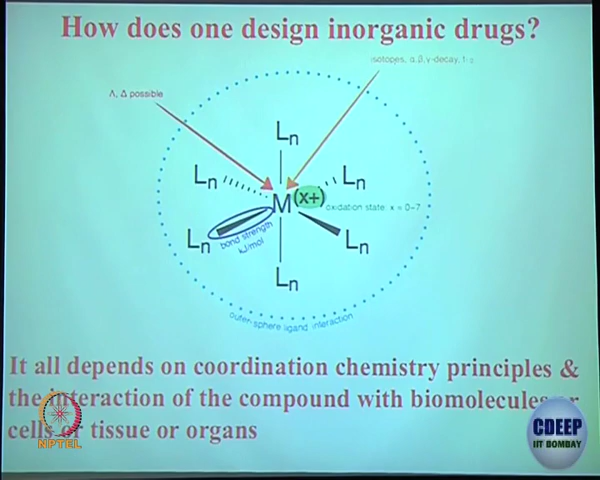 How does one design inorganic drugs?
isotopes, α,β,γ-decay, t½
Λ, Δ possible
Ln
Ln
Ln
M (x+)
oxidation state: x = 0-7
Ln
bond strength
kJ/mol
Ln
Ln
outer-sphere ligand interaction
It all depends on coordination chemistry principles &
the interaction of the compound with biomolecules or
cells of tissue or organs
NPTEL
CDEEP
IIT BOMBAY